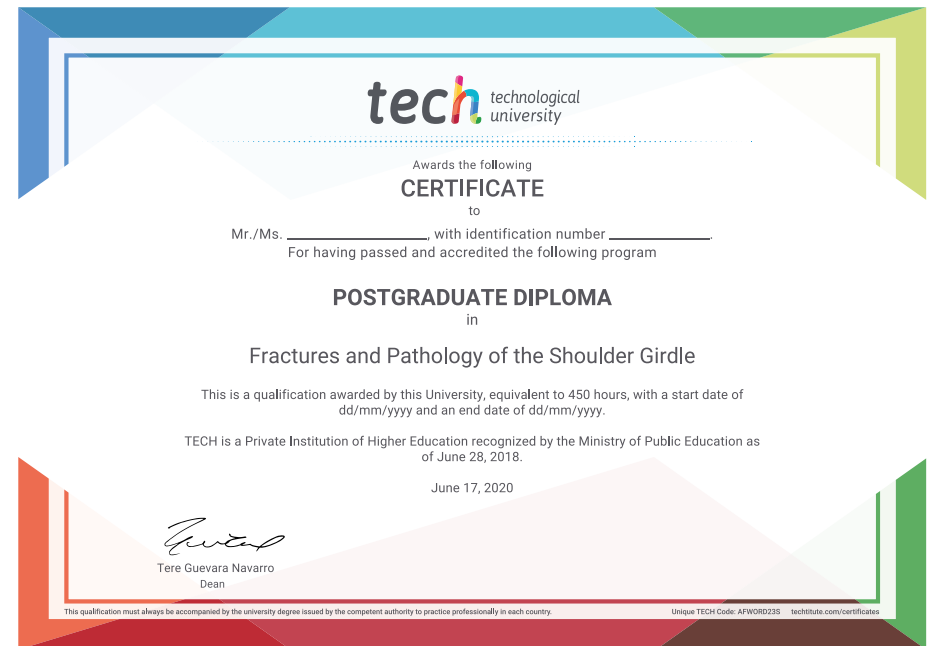 tech technological
university
Awards the following
CERTIFICATE
to
Mr./Ms. ____________________, with identification number ______________.
For having passed and accredited the following program
POSTGRADUATE DIPLOMA
in
Fractures and Pathology of the Shoulder Girdle
This is a qualification awarded by this University, equivalent to 450 hours, with a start date of
dd/mm/yyyy and an end date of dd/mm/yyyy.
TECH is a Private Institution of Higher Education recognized by the Ministry of Public Education as
of June 28, 2018.
June 17, 2020
Tere Guevara Navarro
Dean
This qualification must always be accompanied by the university degree issued by the competent authority to practice professionally in each country.
Unique TECH Code: AFWORD23S techtitute.com/certificates